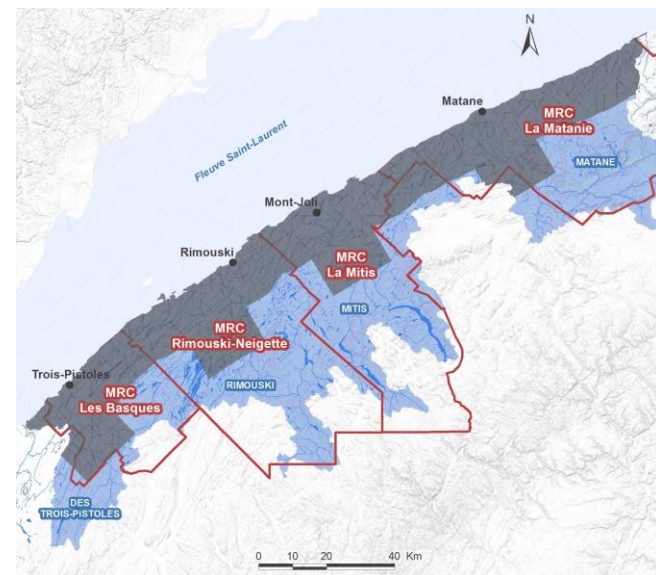 N
Matane
MRC
La Matanie
MATANE
Fleuve Saint-Laurent
Mont-Joli
Rimouski
MRC
La Mitis
MITIS
MRC
Rimouski-Neigette
RIMOUSKI
Trois-Pistoles
MRC
Les Basques
DES
TROIS-PISTOLES
0 10 20 40 Km